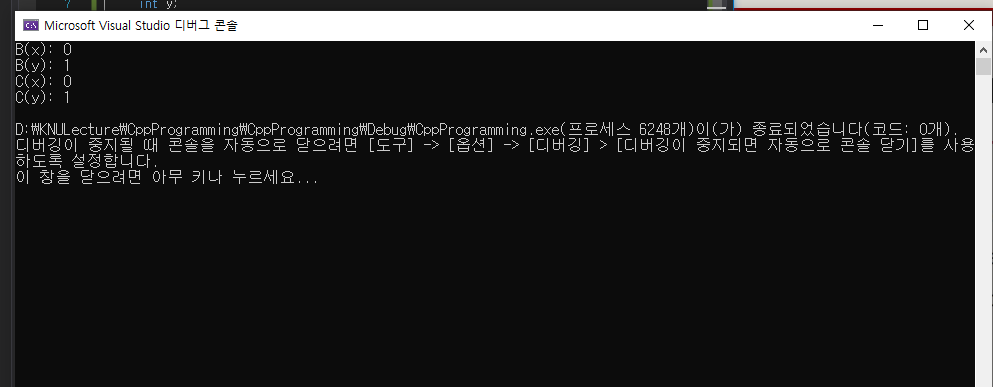 7 int y;
Microsoft Visual Studio 디버그 콘솔
B(x): 0
B(y): 1
C(x): 0
C(y): 1
D:₩KNULecture₩CppProgramming₩CppProgramming₩Debug₩CppProgramming.exe(프로세스 6248개)이(가) 종료되었습니다(코드: 0개).
디버깅이 중지될 때 콘솔을 자동으로 닫으려면 [도구] -> [옵션] -> [디버깅] > [디버깅이 중지되면 자동으로 콘솔 닫기]를 사용
하도록 설정합니다.
이 창을 닫으려면 아무 키나 누르세요...